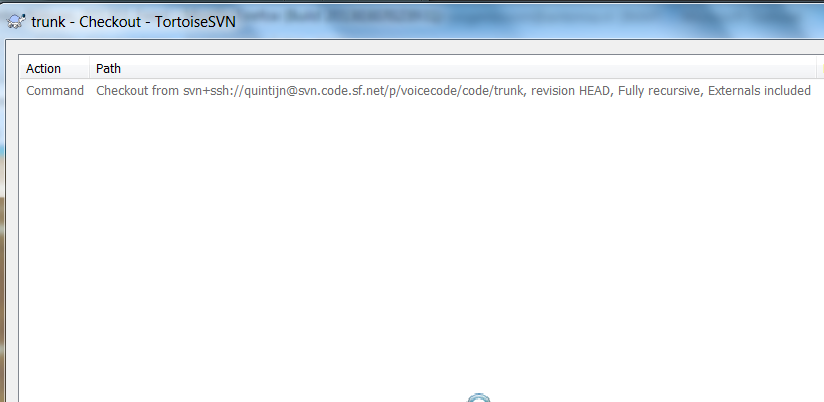 trunk - Checkout - TortoiseSVN
Action Path
Command Checkout from svn+ssh://quintijn@svn.code.sf.net/p/voicecode/code/trunk, revision HEAD, Fully recursive, Externals included